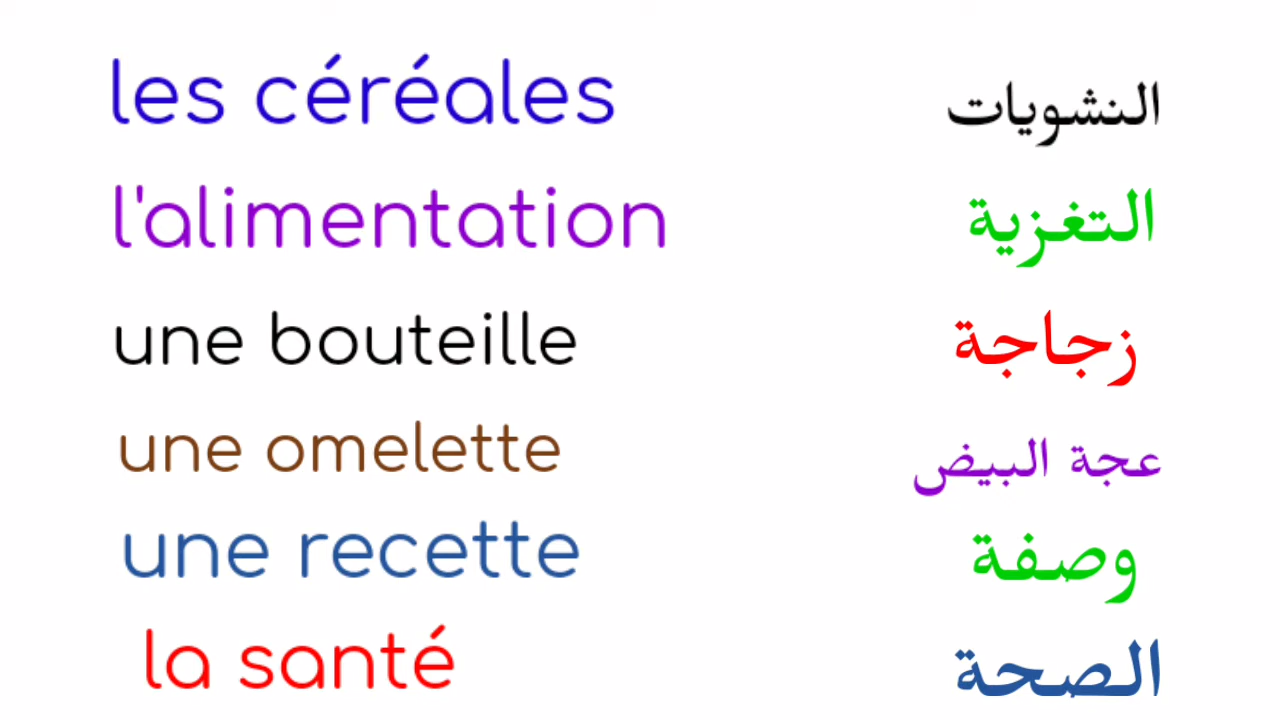 les céréales النشويات
l'alimentation التغزية
une bouteille زجاجة
une omelette عجة البيض
une recette وصفة
la santé الصحة